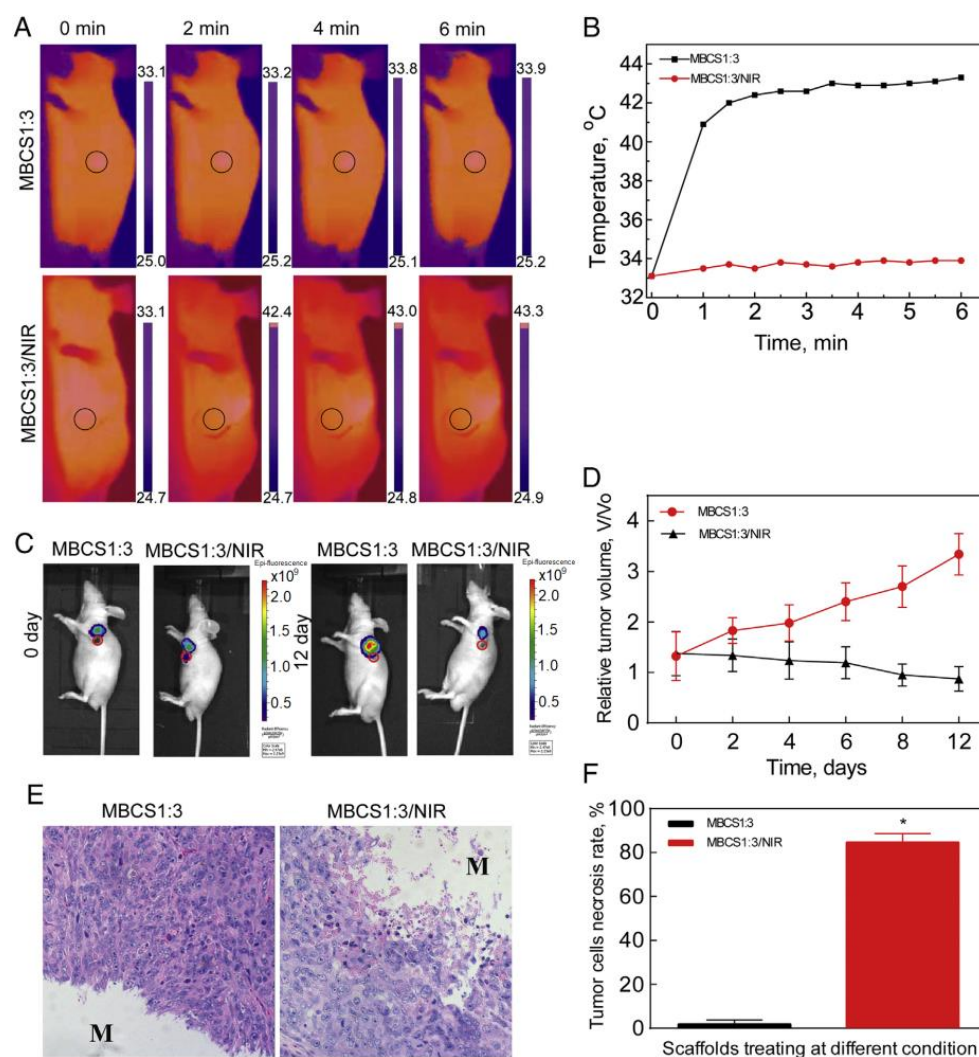 A
0 min
2 min
4 min
6 min
MBCS1:3
33.1
25.0
33.2
25.0
33.8
25.1
33.9
25.2
MBCS1:3/NIR
33.1
24.7
42.4
24.7
43.0
24.8
43.3
24.9
B
MBCS1:3
MBCS1:3/NIR
Temperature, °C
44
42
40
38
36
34
32
0 1 2 3 4 5 6
Time, min
C
MBCS1:3
MBCS1:3/NIR
MBCS1:3
MBCS1:3/NIR
0 day
12 day
Epi-fluorescence
x10⁹
2.0
1.5
1.0
0.5
Epi-fluorescence
x10⁹
2.0
1.5
1.0
0.5
D
MBCS1:3
MBCS1:3/NIR
Relative tumor volume, V/Vo
4
3
2
1
0
0 2 4 6 8 12
Time, days
E
MBCS1:3
MBCS1:3/NIR
M
M
F
MBCS1:3
MBCS1:3/NIR
Tumor cells necrosis rate, %
100
80
60
40
20
0
*
Scaffolds treating at different condition